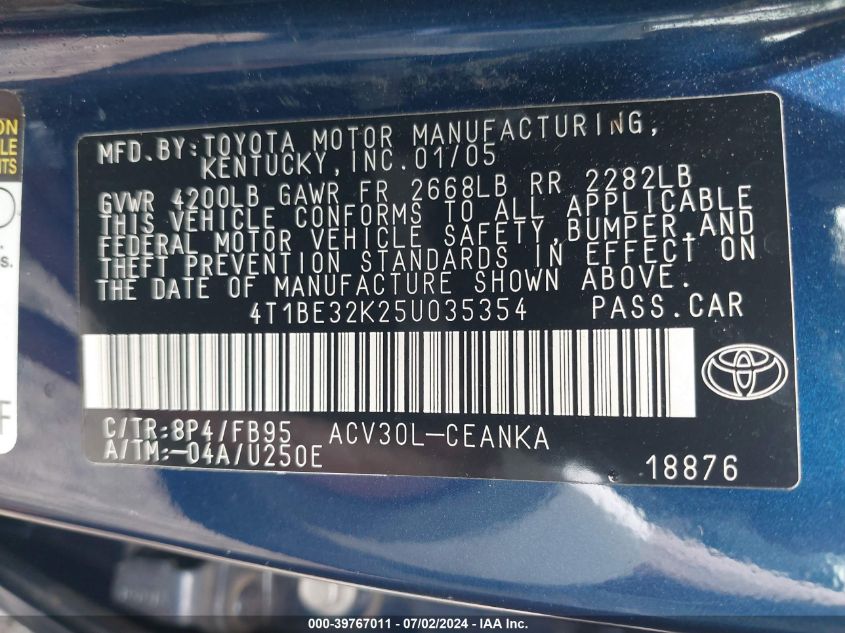 MFD.BY:TOYOTA MOTOR MANUFACTURING,
KENTUCKY,INC.01/05
GVWR 4200LB GAWR FR 2668LB RR 2282LB
THIS VEHICLE CONFORMS TO ALL APPLICABLE
FEDERAL MOTOR VEHICLE SAFETY,BUMPER,AND
THEFT PREVENTION STANDARDS IN EFFECT ON
THE DATE OF MANUFACTURE SHOWN ABOVE.
4T1BE32K25U035354 PASS.CAR
C/TR:8P4/FB95 ACV30L-CEANKA
A/TM:-04A/U250E
18876
000-39767011 - 07/02/2024 - IAA, Inc.